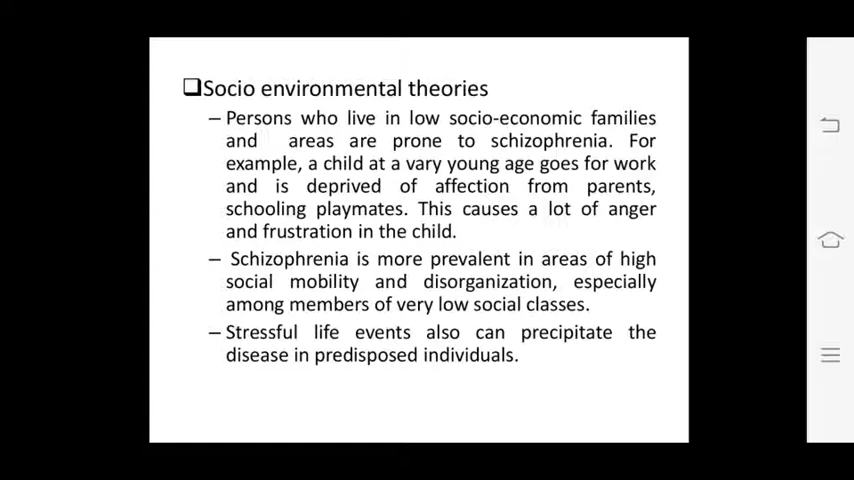 ❑Socio environmental theories
– Persons who live in low socio-economic families
and areas are prone to schizophrenia. For
example, a child at a vary young age goes for work
and is deprived of affection from parents,
schooling playmates. This causes a lot of anger
and frustration in the child.
– Schizophrenia is more prevalent in areas of high
social mobility and disorganization, especially
among members of very low social classes.
– Stressful life events also can precipitate the
disease in predisposed individuals.